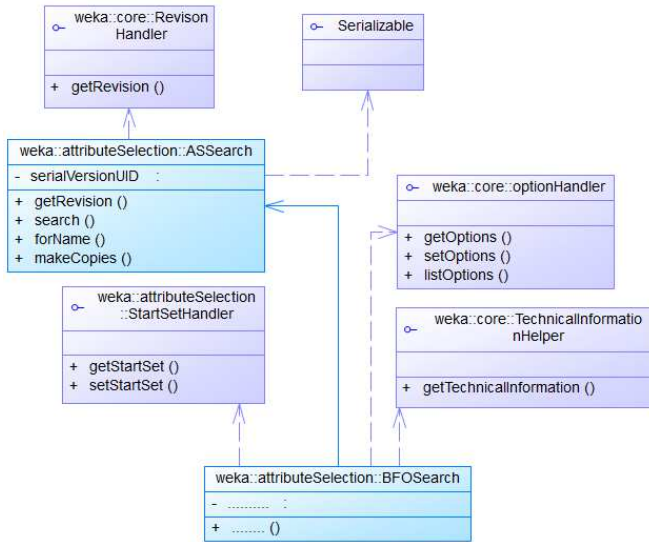 weka::core::Revison
Handler
+ getRevision ()
Serializable
weka::attributeSelection::ASSearch
- serialVersionUID :
+ getRevision ()
+ search ()
+ forName ()
+ makeCopies ()
weka::core::optionHandler
+ getOptions ()
+ setOptions ()
+ listOptions ()
weka::attributeSelection
::StartSetHandler
+ getStartSet ()
+ setStartSet ()
weka::core::TechnicalInformatio
nHelper
+ getTechnicalInformation ()
weka::attributeSelection::BFOSearch
- .......... :
+ ........ ()